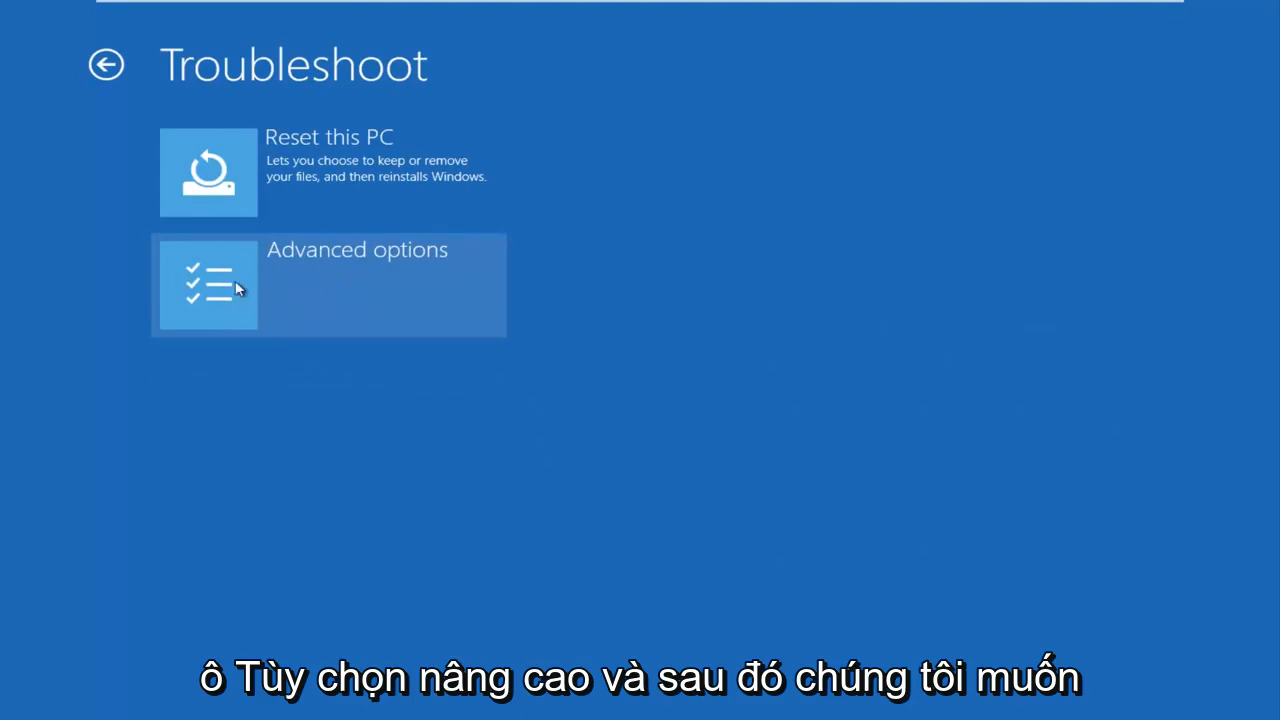 Troubleshoot
Reset this PC
Lets you choose to keep or remove
your files, and then reinstalls Windows.
Advanced options
ô Tùy chọn nâng cao và sau đó chúng tôi muốn